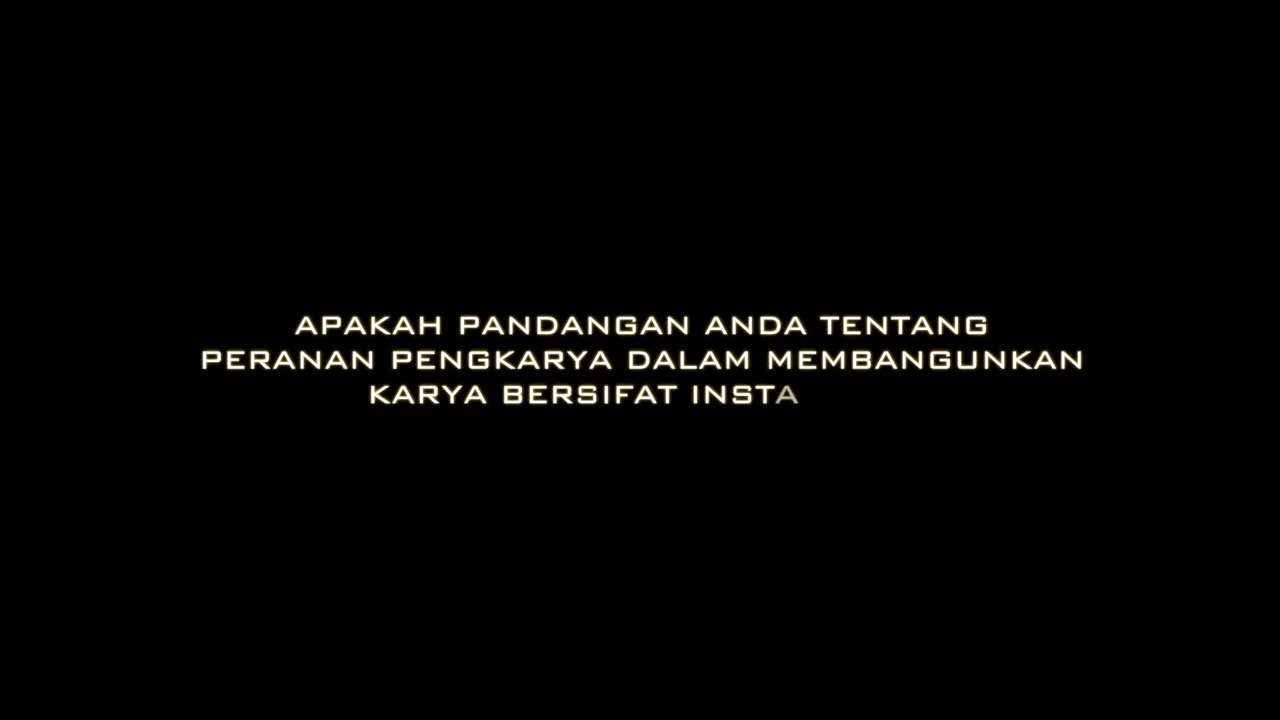 APAKAH PANDANGAN ANDA TENTANG
PERANAN PENGKARYA DALAM MEMBANGUNKAN
KARYA BERSIFAT INSTA